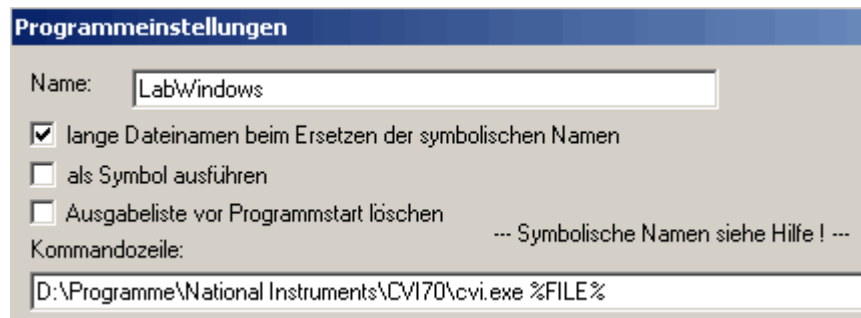 Programmeinstellungen
Name: LabWindows
lange Dateinamen beim Ersetzen der symbolischen Namen
als Symbol ausführen
Ausgabeliste vor Programmstart löschen
--- Symbolische Namen siehe Hilfe ! ---
Kommandozeile:
D:\Programme\National Instruments\CVI70\cvi.exe %FILE%